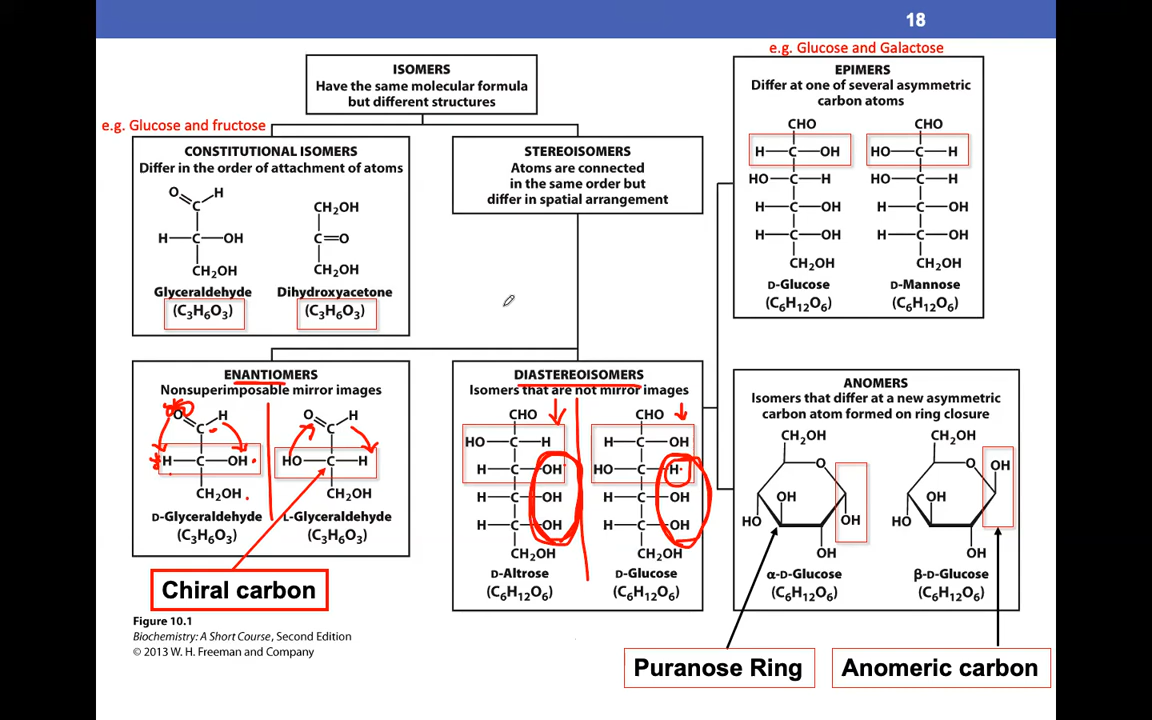 18
e.g. Glucose and Galactose
ISOMERS
Have the same molecular formula
but different structures
e.g. Glucose and fructose
CONSTITUTIONAL ISOMERS
Differ in the order of attachment of atoms
O H
C
H—C—OH
CH₂OH
Glyceraldehyde
(C₃H₆O₃)
CH₂OH
C=O
CH₂OH
Dihydroxyacetone
(C₃H₆O₃)
STEREOISOMERS
Atoms are connected
in the same order but
differ in spatial arrangement
EPIMERS
Differ at one of several asymmetric
carbon atoms
CHO
H—C—OH
HO—C—H
H—C—OH
H—C—OH
CH₂OH
D-Glucose
(C₆H₁₂O₆)
CHO
HO—C—H
HO—C—H
H—C—OH
H—C—OH
CH₂OH
D-Mannose
(C₆H₁₂O₆)
ENANTIOMERS
Nonsuperimposable mirror images
O H
C
H—C—OH
CH₂OH
D-Glyceraldehyde
(C₃H₆O₃)
O H
C
HO—C—H
CH₂OH
L-Glyceraldehyde
(C₃H₆O₃)
Chiral carbon
DIASTEREOISOMERS
Isomers that are not mirror images
CHO
HO—C—H
H—C—OH
H—C—OH
H—C—OH
CH₂OH
D-Altrose
(C₆H₁₂O₆)
CHO
H—C—OH
HO—C—H
H—C—OH
H—C—OH
CH₂OH
D-Glucose
(C₆H₁₂O₆)
ANOMERS
Isomers that differ at a new asymmetric
carbon atom formed on ring closure
CH₂OH
O
OH
HO OH
OH
α-D-Glucose
(C₆H₁₂O₆)
CH₂OH
O OH
OH
HO
OH
β-D-Glucose
(C₆H₁₂O₆)
Puranose Ring
Anomeric carbon
Figure 10.1
Biochemistry: A Short Course, Second Edition
© 2013 W. H. Freeman and Company